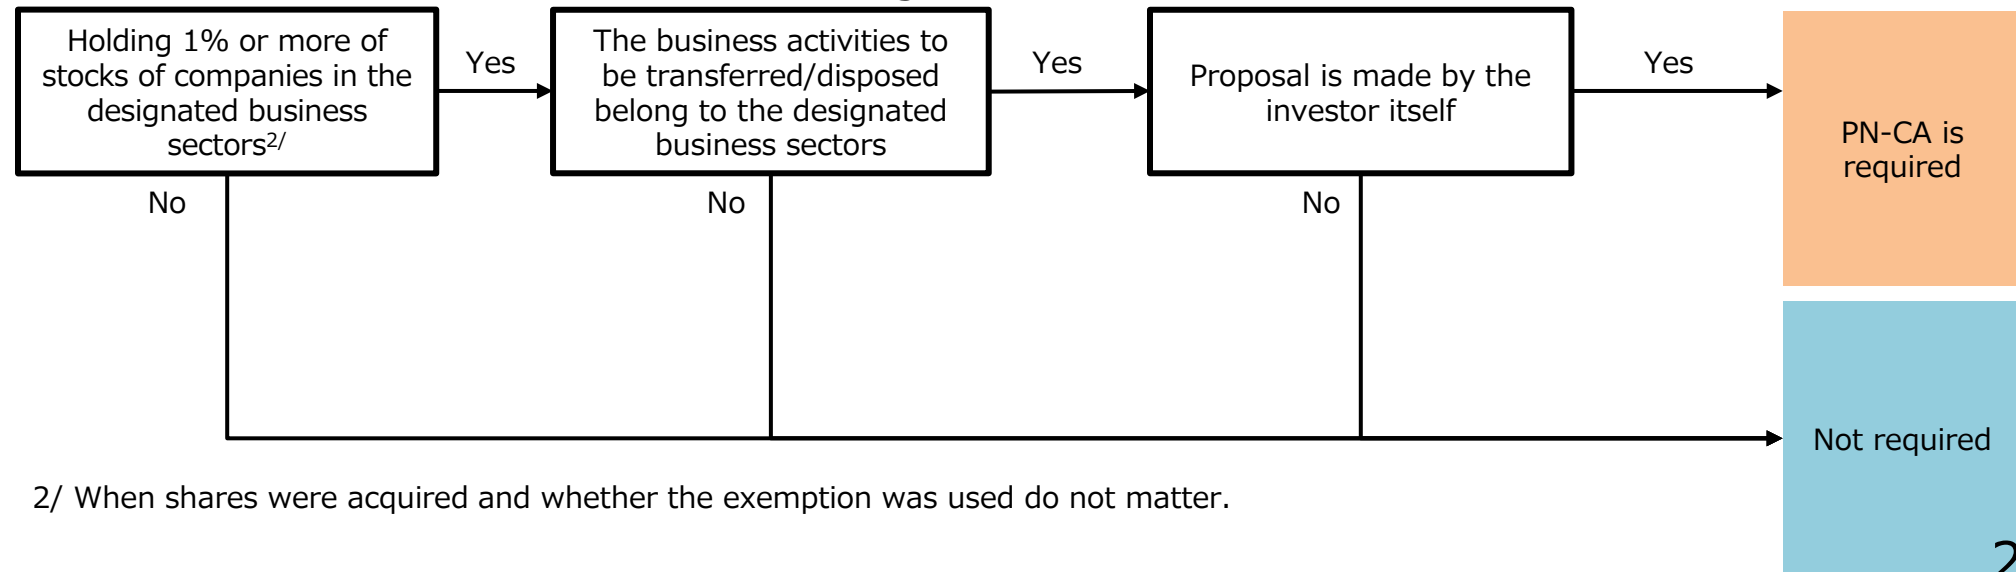 Holding 1% or more of
stocks of companies in the
designated business
sectors2/
Yes
The business activities to
be transferred/disposed
belong to the designated
business sectors
Yes
Proposal is made by the
investor itself
Yes
PN-CA is
required
No
No
No
Not required
2/ When shares were acquired and whether the exemption was used do not matter.